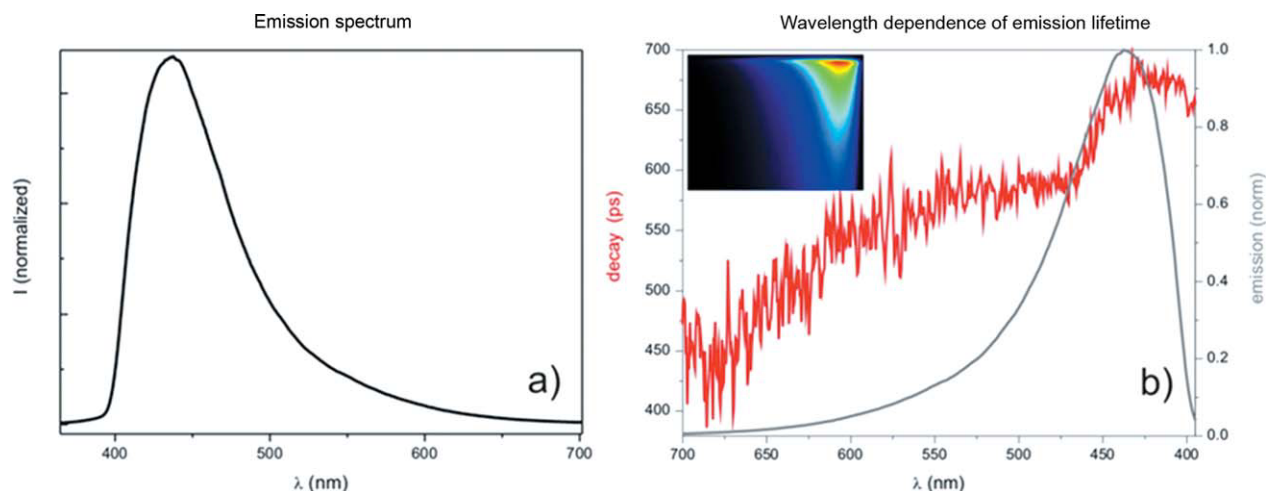 Emission spectrum
I (normalized)
a)
400 500 600 700
λ (nm)
Wavelength dependence of emission lifetime
decay (ps)
700
650
600
550
500
450
400
1.0
0.8
0.6
0.4
0.2
0.0
emission (norm)
b)
700 650 600 550 500 450 400
λ (nm)